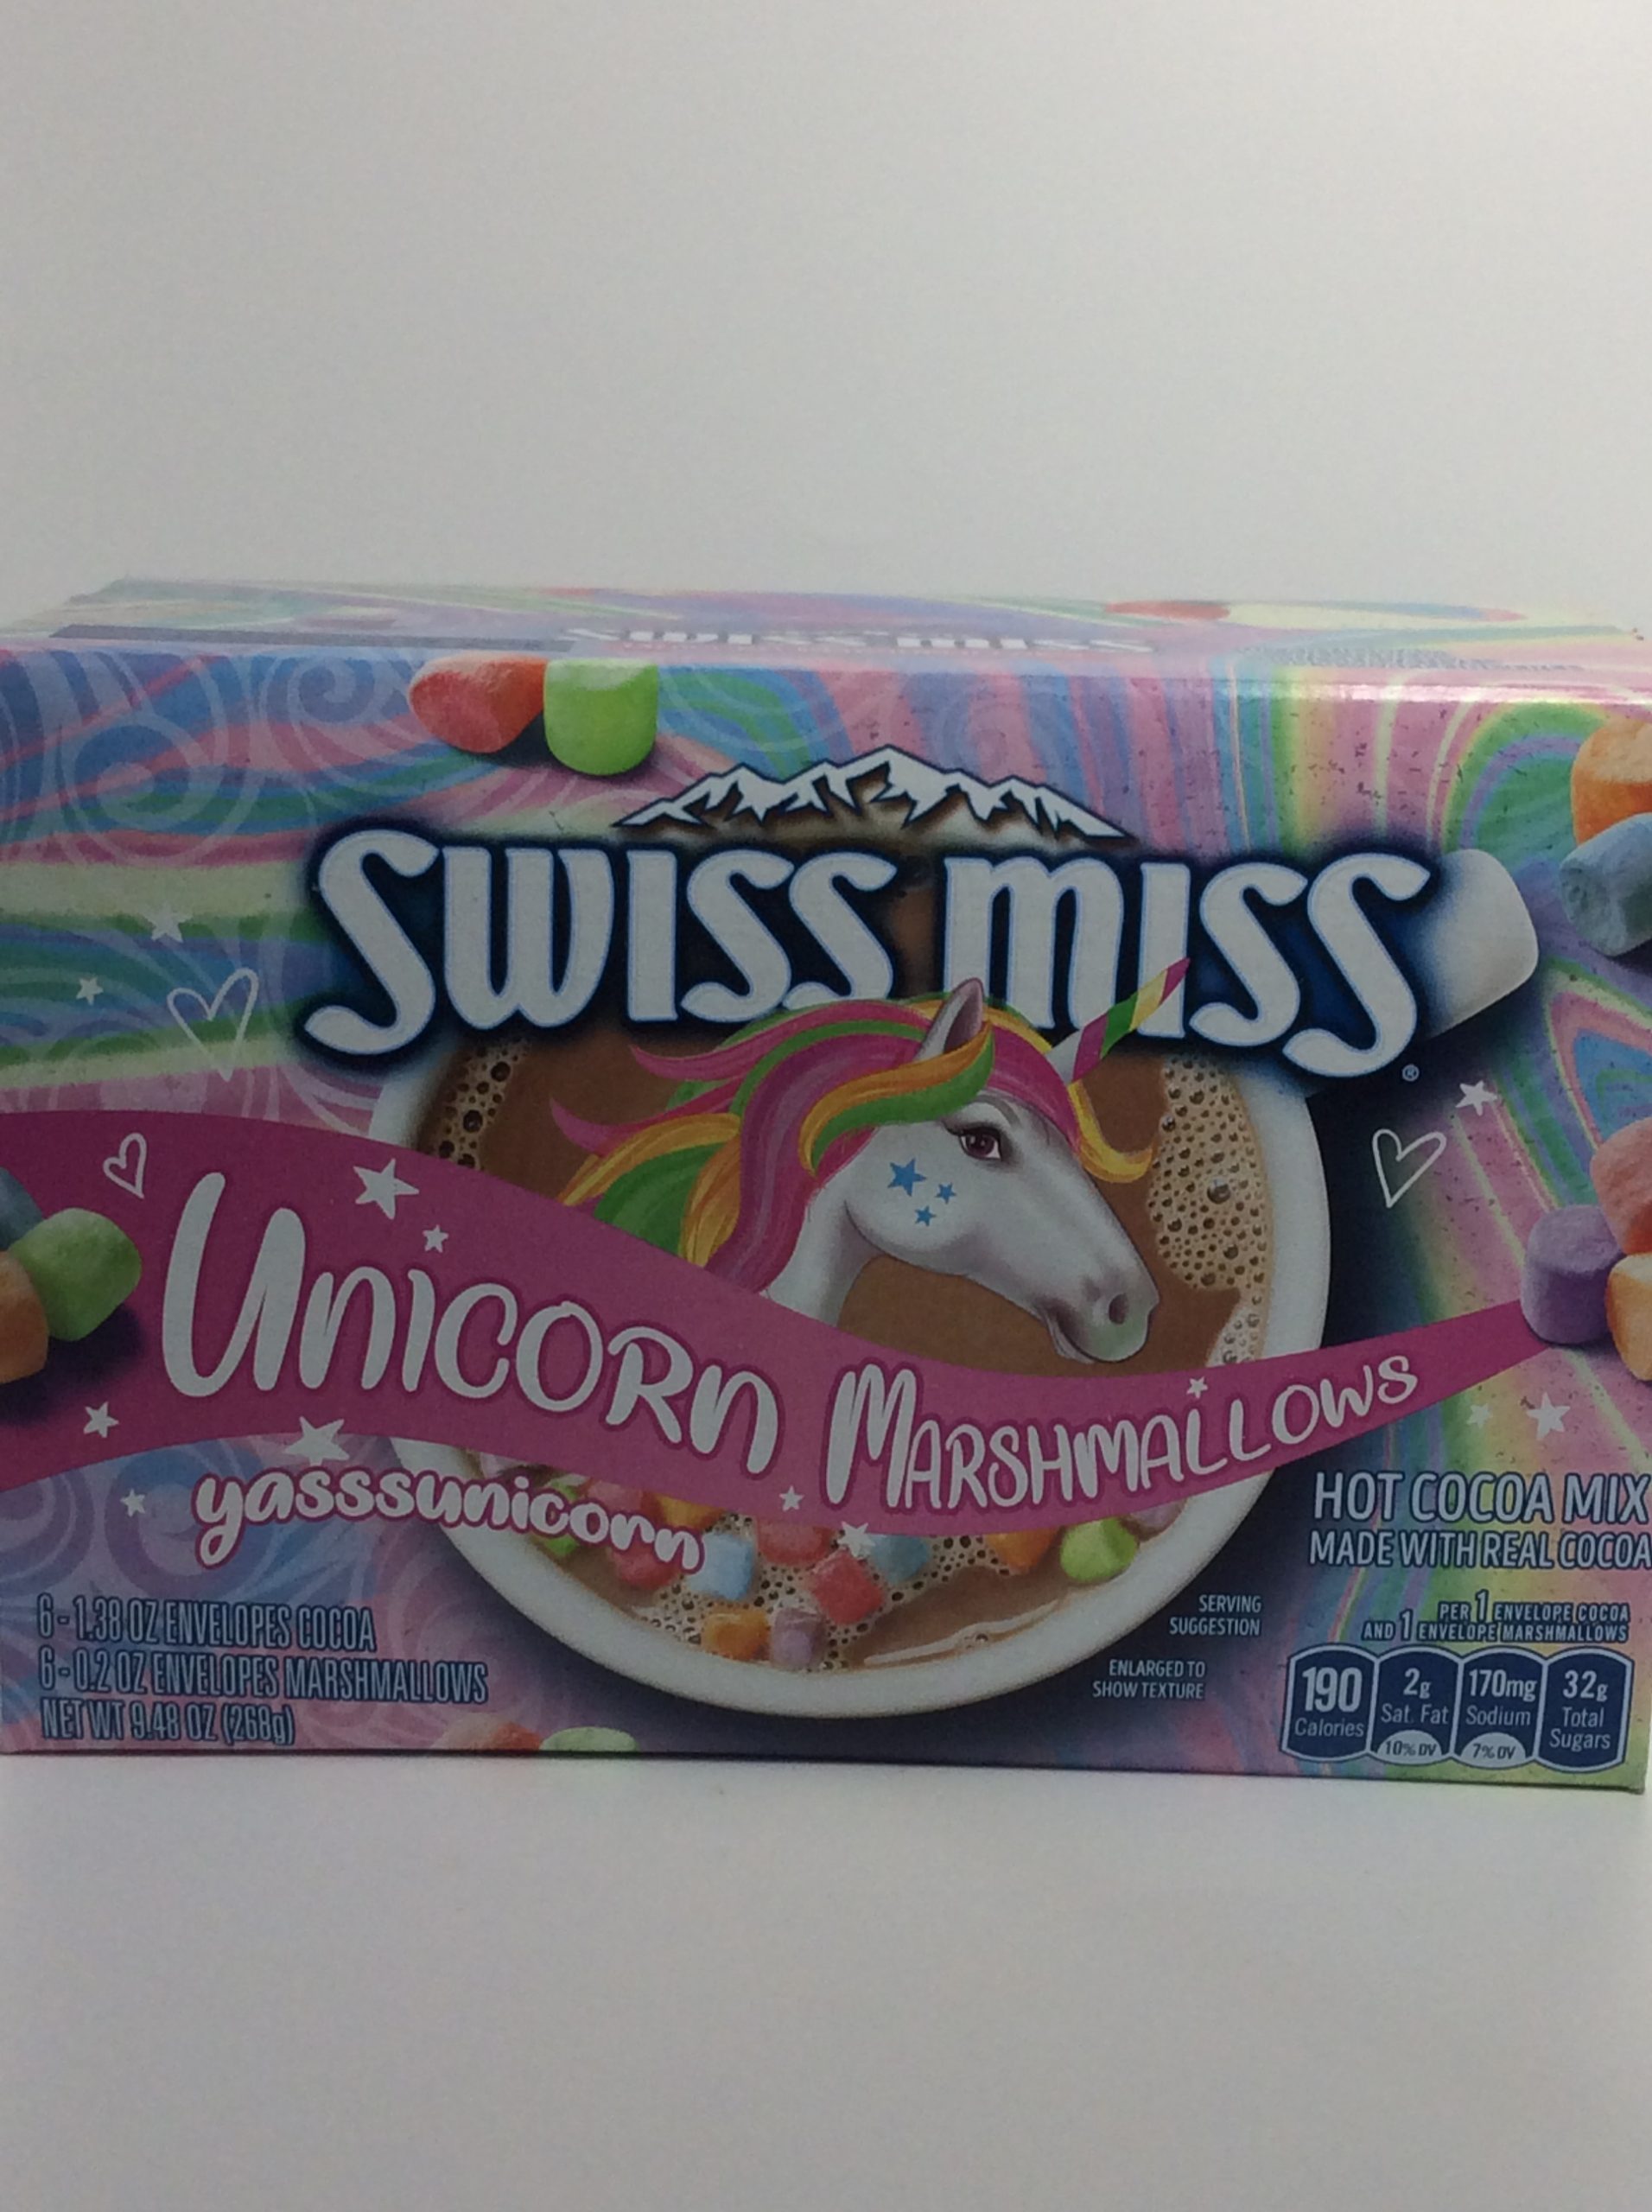 SWISS MISS
SWISS MISS®
UNICORN MARSHMALLOWS
yasssunicorn
HOT COCOA MIX
MADE WITH REAL COCOA
6 - 1.38 OZ ENVELOPES COCOA
6 - 0.2 OZ ENVELOPES MARSHMALLOWS
NET WT 9.48 OZ (268g)
SERVING
SUGGESTION
ENLARGED TO
SHOW TEXTURE
PER 1 ENVELOPE COCOA
AND 1 ENVELOPE MARSHMALLOWS
190 Calories
2g Sat. Fat 10% DV
170mg Sodium 7% DV
32g Total Sugars